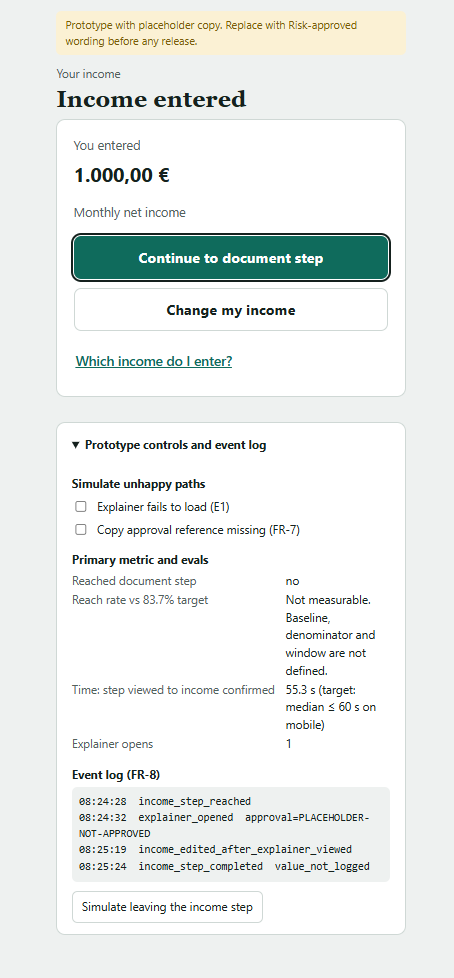 Prototype with placeholder copy. Replace with Risk-approved
wording before any release.
Your income
Income entered
You entered
1.000,00 €
Monthly net income
Continue to document step
Change my income
Which income do I enter?
▼ Prototype controls and event log
Simulate unhappy paths
Explainer fails to load (E1)
Copy approval reference missing (FR-7)
Primary metric and evals
Reached document step no
Reach rate vs 83.7% target Not measurable.
Baseline,
denominator and
window are not
defined.
Time: step viewed to income confirmed 55.3 s (target:
median ≤ 60 s on
mobile)
Explainer opens 1
Event log (FR-8)
08:24:28 income_step_reached
08:24:32 explainer_opened approval=PLACEHOLDER-
NOT-APPROVED
08:25:19 income_edited_after_explainer_viewed
08:25:24 income_step_completed value_not_logged
Simulate leaving the income step